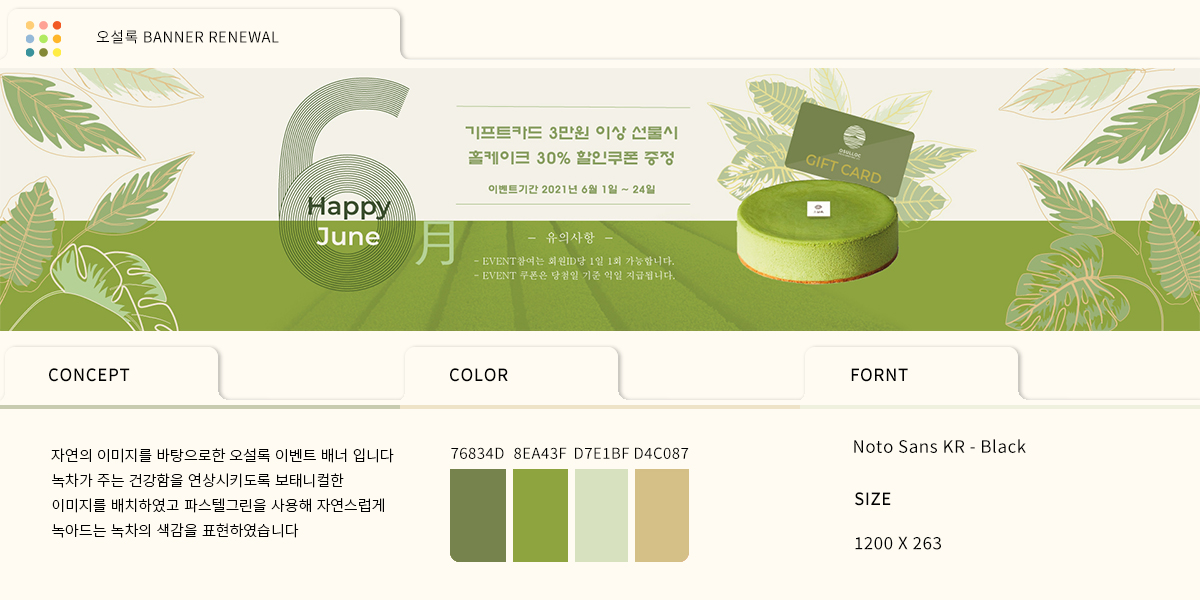 오설록 BANNER RENEWAL
6
月
Happy
June
기프트카드 3만원 이상 선물시
홀케이크 30% 할인쿠폰 증정
이벤트기간 2021년 6월 1일 ~ 24일
- 유의사항 -
- EVENT참여는 회원ID당 1일 1회 가능합니다.
- EVENT 쿠폰은 당첨일 기준 익일 지급됩니다.
OSULLOC
GIFT CARD
CONCEPT
자연의 이미지를 바탕으로한 오설록 이벤트 배너 입니다
녹차가 주는 건강함을 연상시키도록 보태니컬한
이미지를 배치하였고 파스텔그린을 사용해 자연스럽게
녹아드는 녹차의 색감을 표현하였습니다
COLOR
76834D 8EA43F D7E1BF D4C087
FORNT
Noto Sans KR - Black
SIZE
1200 X 263